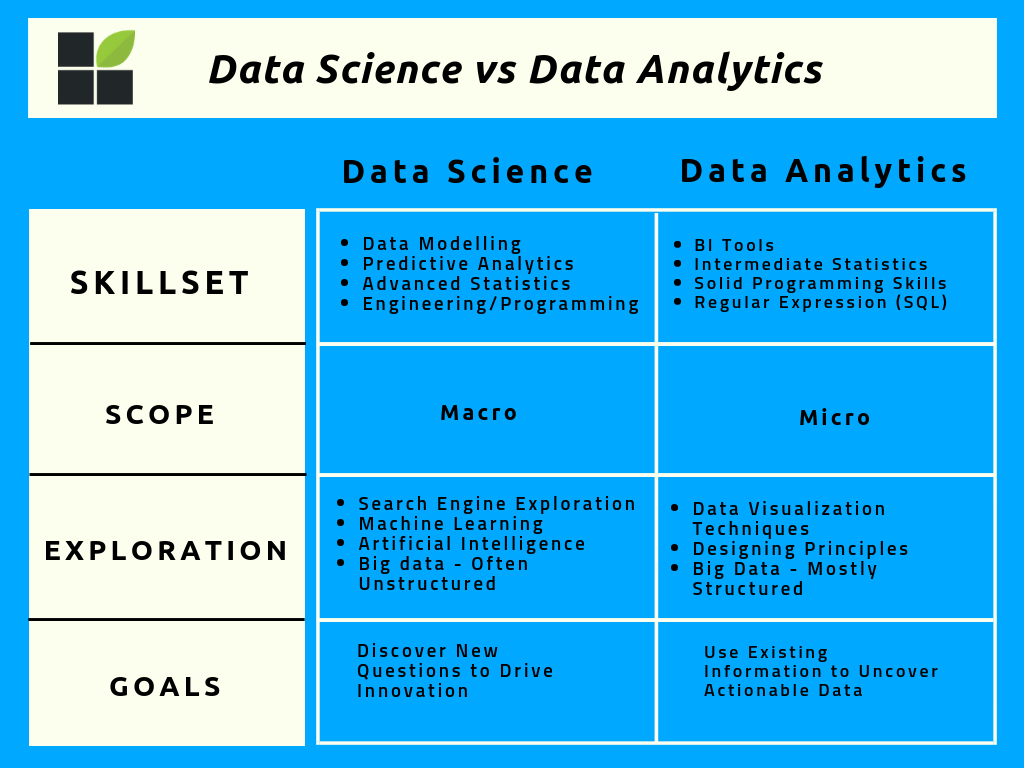 Data Science vs Data Analytics
Data Science
Data Analytics
SKILLSET
• Data Modelling
• Predictive Analytics
• Advanced Statistics
• Engineering/Programming
• BI Tools
• Intermediate Statistics
• Solid Programming Skills
• Regular Expression (SQL)
SCOPE
Macro
Micro
EXPLORATION
• Search Engine Exploration
• Machine Learning
• Artificial Intelligence
• Big data - Often
Unstructured
• Data Visualization
Techniques
• Designing Principles
• Big Data - Mostly
Structured
GOALS
Discover New
Questions to Drive
Innovation
Use Existing
Information to Uncover
Actionable Data